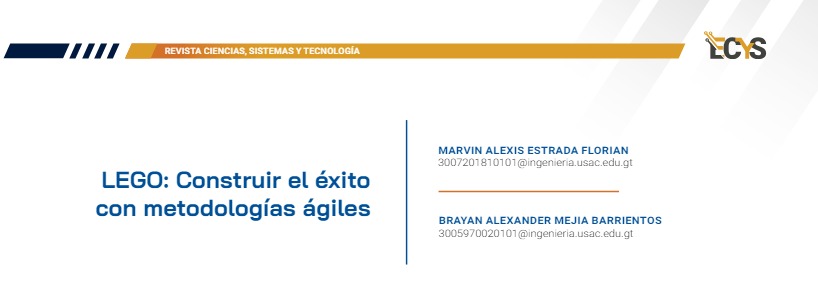 REVISTA CIENCIAS, SISTEMAS Y TECNOLOGÍA
ECYS
LEGO: Construir el éxito
con metodologías ágiles
MARVIN ALEXIS ESTRADA FLORIAN
3007201810101@ingenieria.usac.edu.gt
BRAYAN ALEXANDER MEJIA BARRIENTOS
3005970020101@ingenieria.usac.edu.gt